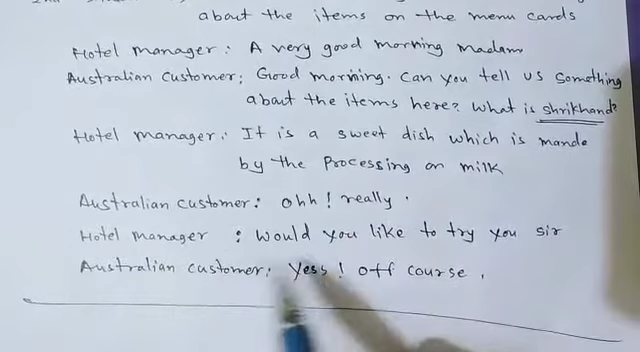 about the items on the menu cards
Hotel manager: A very good morning madam
Australian Customer: Good morning. Can you tell us something
about the items here? What is shrikhand?
Hotel manager: It is a sweet dish which is mande
by the Processing on milk
Australian customer: ohh! really.
Hotel manager : would you like to try you sir
Australian customer: Yess! off course.